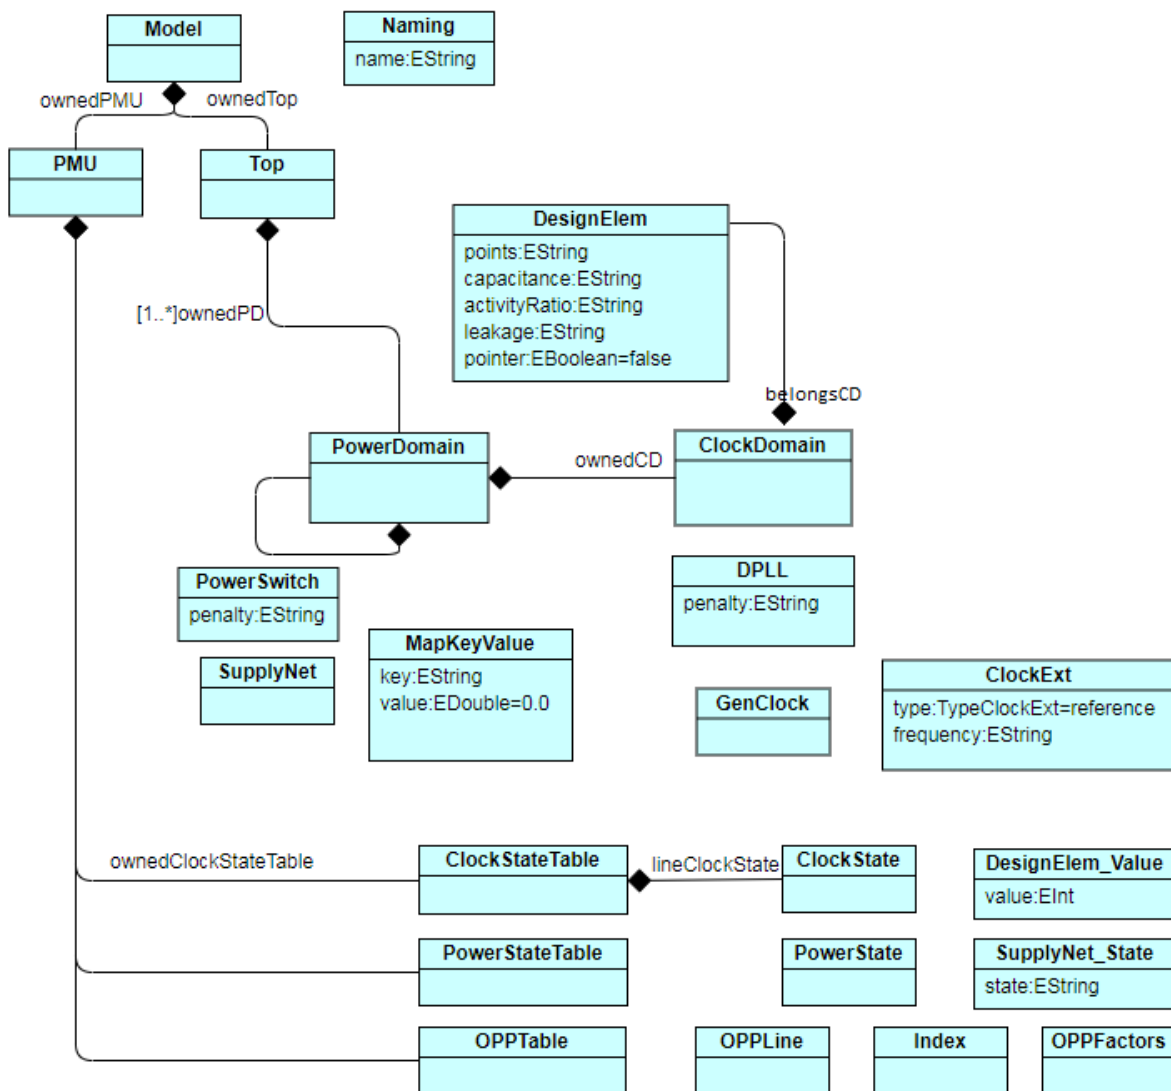 Model
Naming
name:EString
ownedPMU
ownedTop
PMU
Top
DesignElem
points:EString
capacitance:EString
activityRatio:EString
leakage:EString
pointer:EBoolean=false
[1..*]ownedPD
belongsCD
PowerDomain
ownedCD
ClockDomain
PowerSwitch
penalty:EString
DPLL
penalty:EString
SupplyNet
MapKeyValue
key:EString
value:EDouble=0.0
GenClock
ClockExt
type:TypeClockExt=reference
frequency:EString
ownedClockStateTable
ClockStateTable
lineClockState
ClockState
DesignElem_Value
value:EInt
PowerStateTable
PowerState
SupplyNet_State
state:EString
OPPTable
OPPLine
Index
OPPFactors